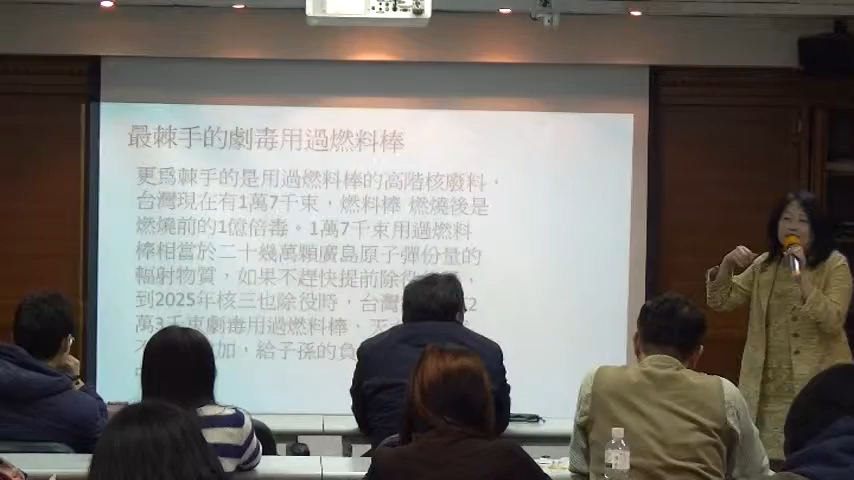 最棘手的劇毒用過燃料棒
更為棘手的是用過燃料棒的高階核廢料，
台灣現在有1萬7千束，燃料棒 燃燒後是
燃燒前的1億倍毒。1萬7千束用過燃料
棒相當於二十幾萬顆廣島原子彈份量的
輻射物質，如果不趕快提前除役
到2025年核三也除役時，台灣 2
萬3千束劇毒用過燃料棒、天
加，給子孫的負